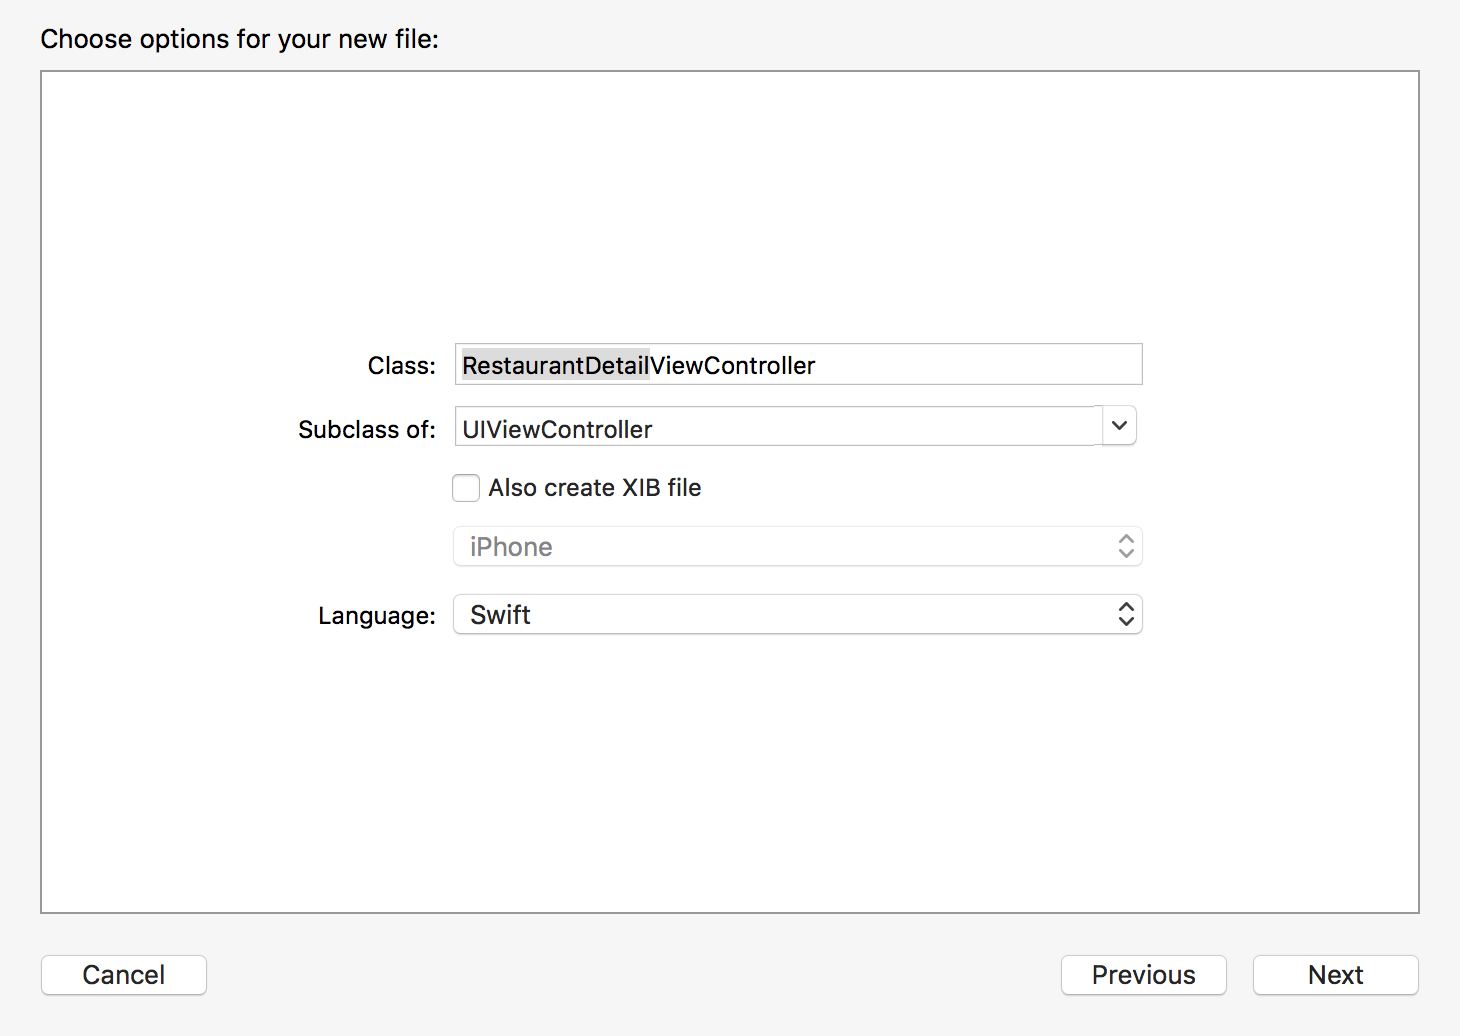 Choose options for your new file:
Class: RestaurantDetailViewController
Subclass of: UIViewController
Also create XIB file
iPhone
Language: Swift
Cancel Previous Next